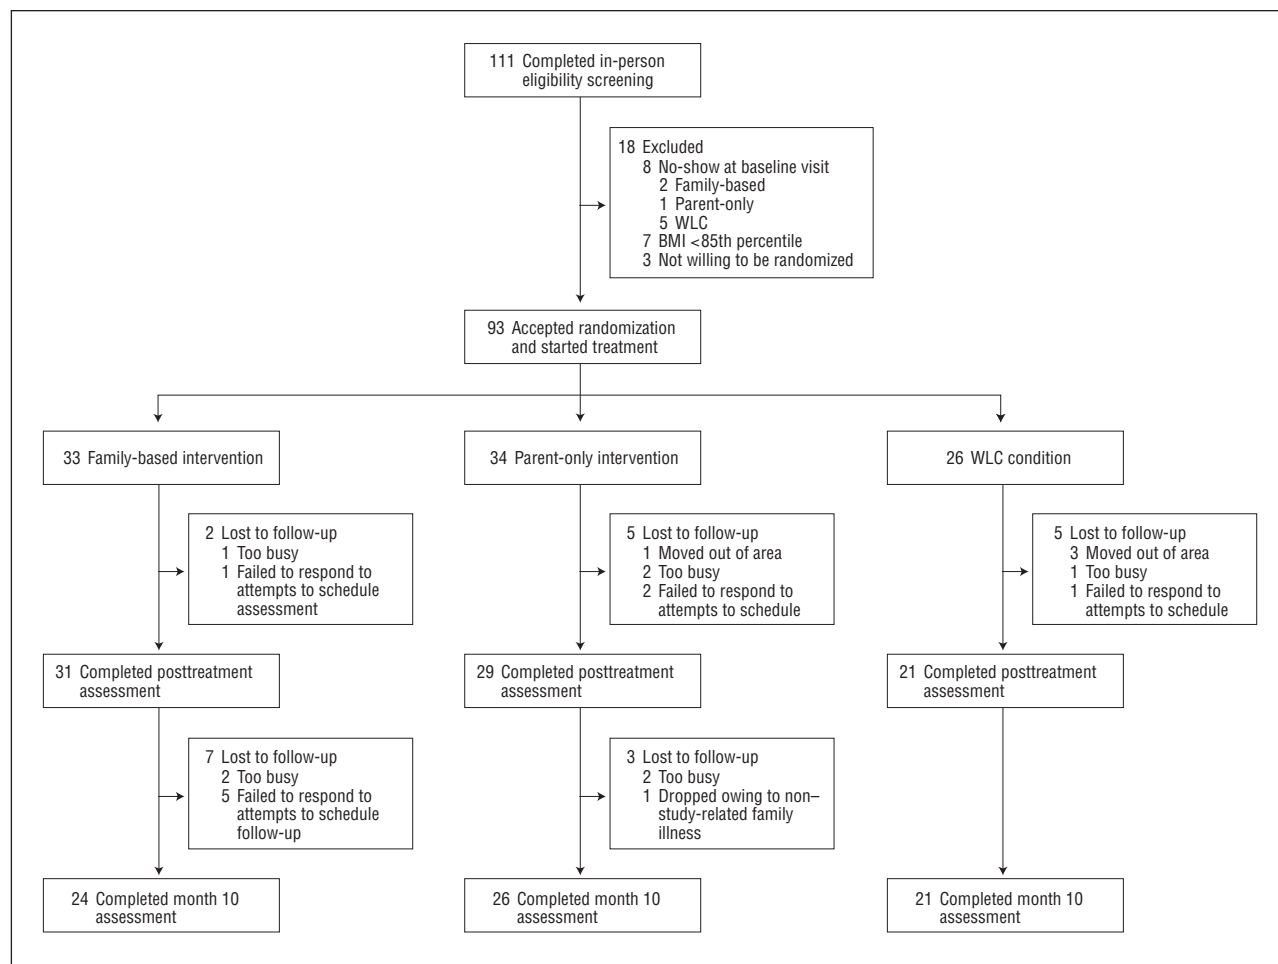 111 Completed in-person
eligibility screening
18 Excluded
8 No-show at baseline visit
2 Family-based
1 Parent-only
5 WLC
7 BMI <85th percentile
3 Not willing to be randomized
93 Accepted randomization
and started treatment
33 Family-based intervention
34 Parent-only intervention
26 WLC condition
2 Lost to follow-up
1 Too busy
1 Failed to respond to
attempts to schedule
assessment
5 Lost to follow-up
1 Moved out of area
2 Too busy
2 Failed to respond to
attempts to schedule
5 Lost to follow-up
3 Moved out of area
1 Too busy
1 Failed to respond to
attempts to schedule
31 Completed posttreatment
assessment
29 Completed posttreatment
assessment
21 Completed posttreatment
assessment
7 Lost to follow-up
2 Too busy
5 Failed to respond to
attempts to schedule
follow-up
3 Lost to follow-up
2 Too busy
1 Dropped owing to non–
study-related family
illness
24 Completed month 10
assessment
26 Completed month 10
assessment
21 Completed month 10
assessment